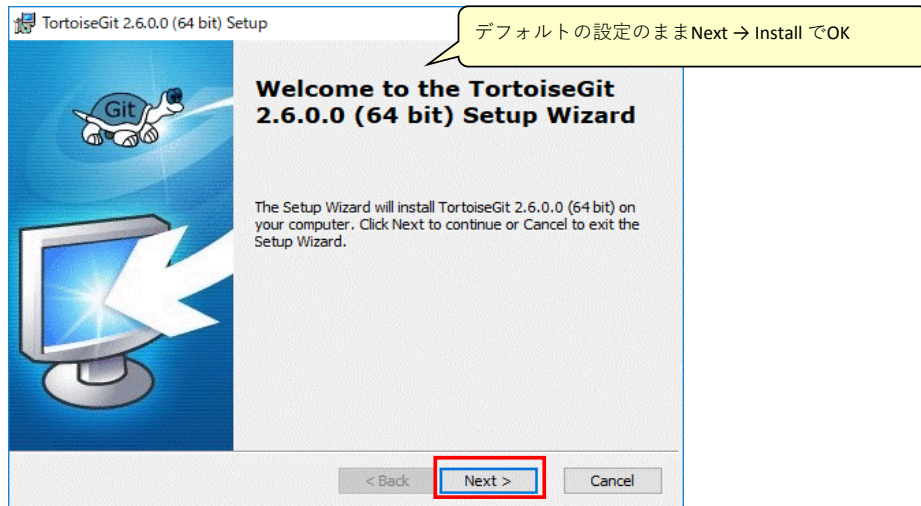 TortoiseGit 2.6.0.0 (64 bit) Setup
デフォルトの設定のままNext → Install でOK
Git
Welcome to the TortoiseGit
2.6.0.0 (64 bit) Setup Wizard
The Setup Wizard will install TortoiseGit 2.6.0.0 (64 bit) on
your computer. Click Next to continue or Cancel to exit the
Setup Wizard.
< Back
Next >
Cancel